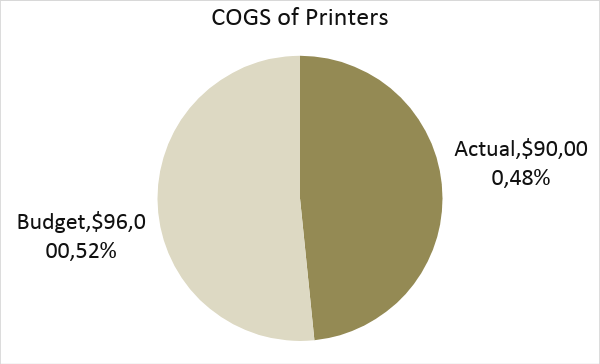 COGS of Printers
Actual,$90,00
0,48%
Budget,$96,0
00,52%